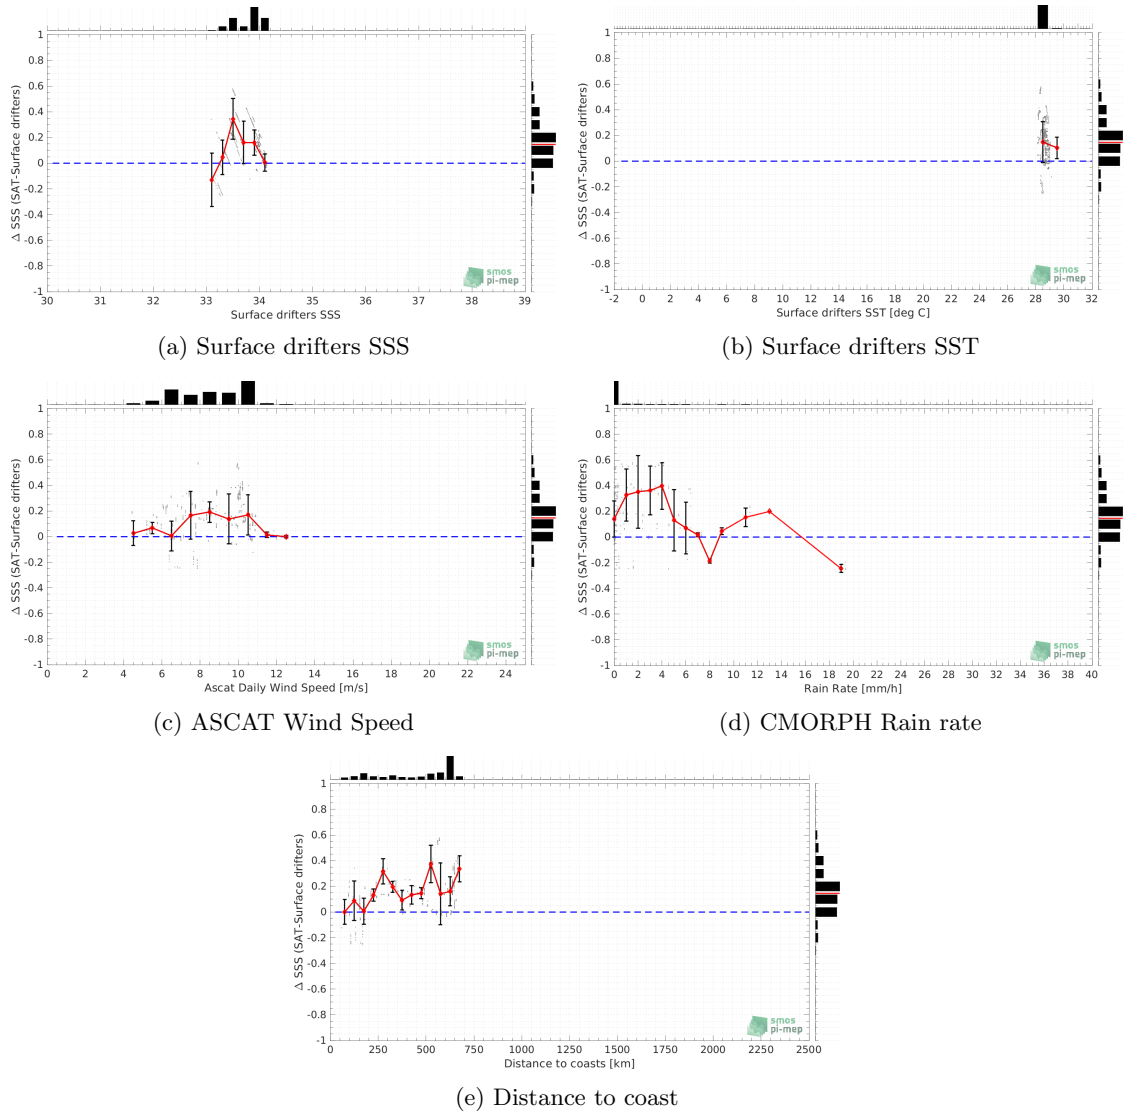 1
0.8
0.6
0.4
0.2
0
-0.2
-0.4
-0.6
-0.8
-1
Δ SSS (SAT-Surface drifters)
30 31 32 33 34 35 36 37 38 39
Surface drifters SSS
smos
pi-mep
(a) Surface drifters SSS
1
0.8
0.6
0.4
0.2
0
-0.2
-0.4
-0.6
-0.8
-1
Δ SSS (SAT-Surface drifters)
-2 0 2 4 6 8 10 12 14 16 18 20 22 24 26 28 30 32
Surface drifters SST [deg C]
smos
pi-mep
(b) Surface drifters SST
1
0.8
0.6
0.4
0.2
0
-0.2
-0.4
-0.6
-0.8
-1
Δ SSS (SAT-Surface drifters)
0 2 4 6 8 10 12 14 16 18 20 22 24
Ascat Daily Wind Speed [m/s]
smos
pi-mep
(c) ASCAT Wind Speed
1
0.8
0.6
0.4
0.2
0
-0.2
-0.4
-0.6
-0.8
-1
Δ SSS (SAT-Surface drifters)
0 2 4 6 8 10 12 14 16 18 20 22 24 26 28 30 32 34 36 38 40
Rain Rate [mm/h]
smos
pi-mep
(d) CMORPH Rain rate
1
0.8
0.6
0.4
0.2
0
-0.2
-0.4
-0.6
-0.8
-1
Δ SSS (SAT-Surface drifters)
0 250 500 750 1000 1250 1500 1750 2000 2250 2500
Distance to coasts [km]
smos
pi-mep
(e) Distance to coast